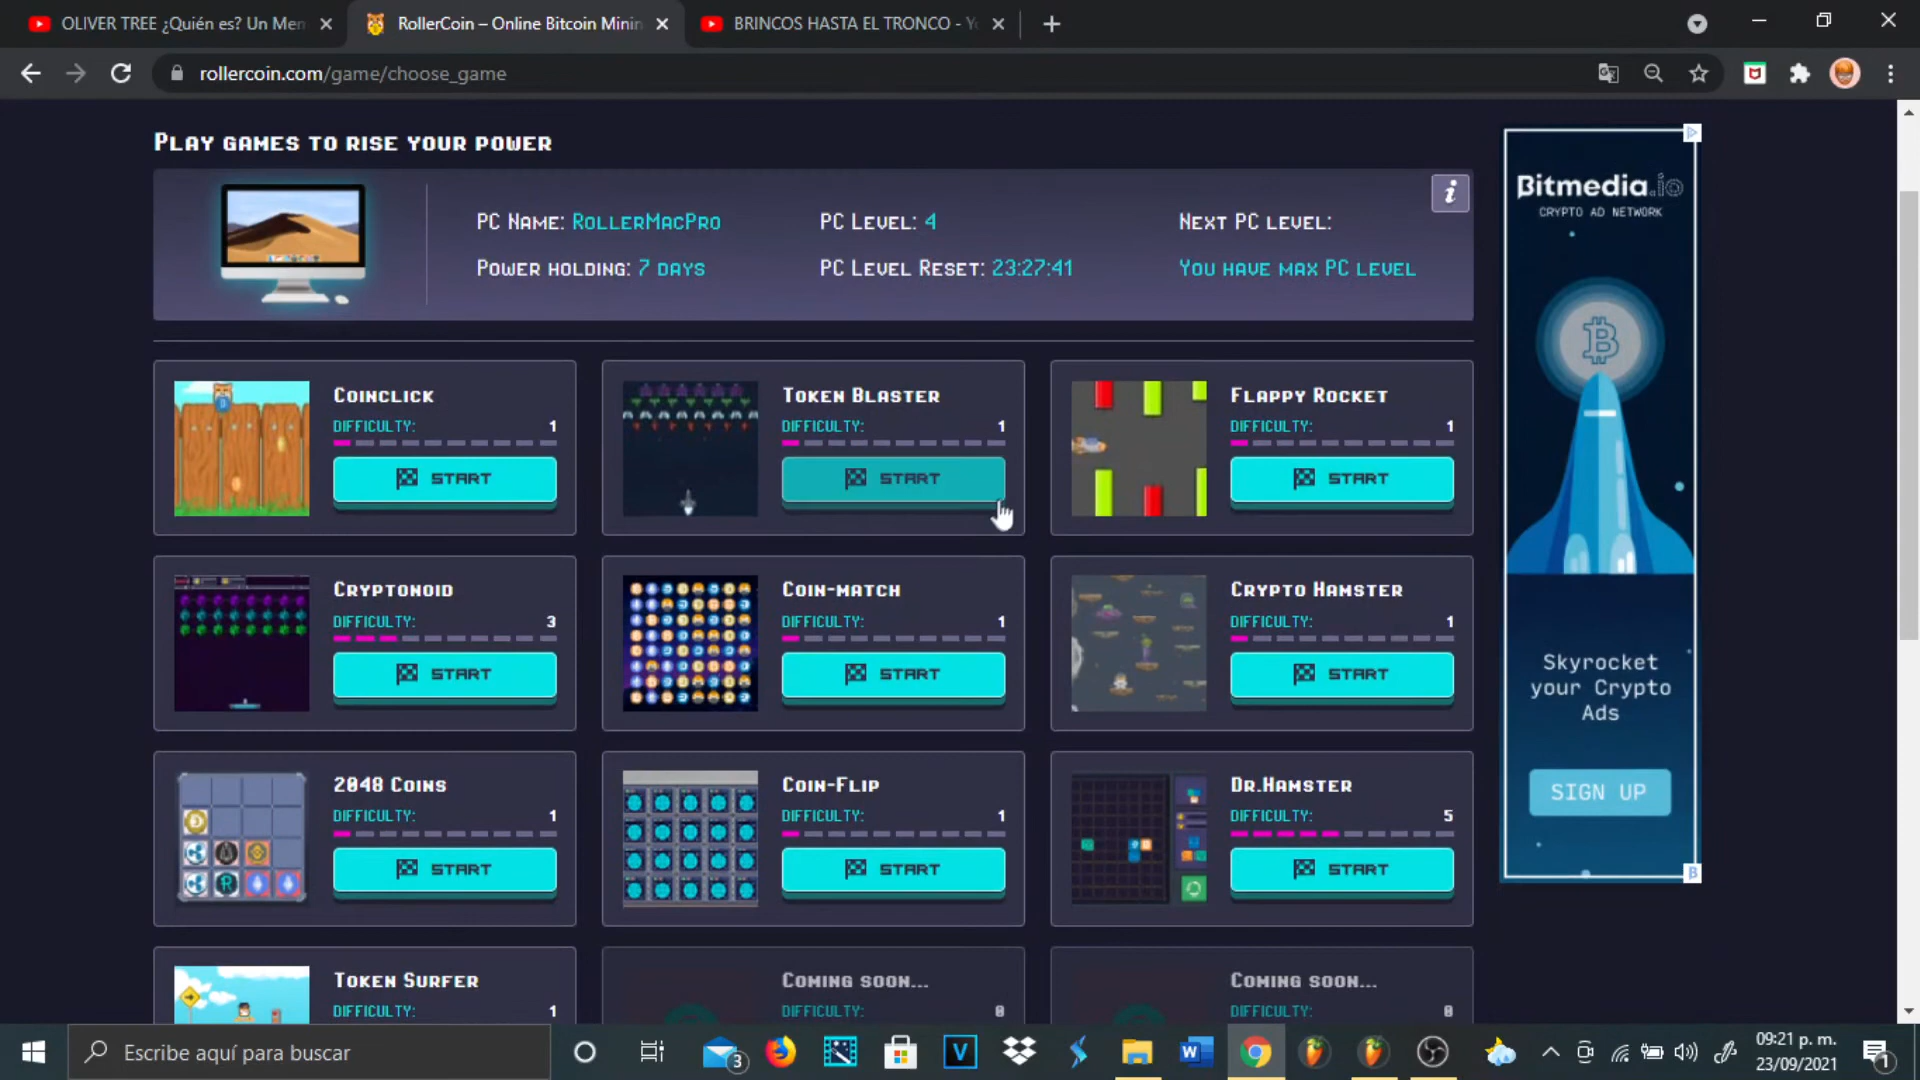 OLIVER TREE ¿Quién es? Un Men
RollerCoin – Online Bitcoin Minin
BRINCOS HASTA EL TRONCO - Yo
rollercoin.com/game/choose_game
PLAY GAMES TO RISE YOUR POWER
PC NAME: ROLLERMACPRO
PC LEVEL: 4
NEXT PC LEVEL:
POWER HOLDING: 7 DAYS
PC LEVEL RESET: 23:27:41
YOU HAVE MAX PC LEVEL
i
COINCLICK
DIFFICULTY: 1
START
TOKEN BLASTER
DIFFICULTY: 1
START
FLAPPY ROCKET
DIFFICULTY: 1
START
CRYPTONOID
DIFFICULTY: 3
START
COIN-MATCH
DIFFICULTY: 1
START
CRYPTO HAMSTER
DIFFICULTY: 1
START
2048 COINS
DIFFICULTY: 1
START
COIN-FLIP
DIFFICULTY: 1
START
DR.HAMSTER
DIFFICULTY: 5
START
TOKEN SURFER
DIFFICULTY: 1
COMING SOON...
DIFFICULTY: 0
COMING SOON...
DIFFICULTY: 0
Bitmedia.io
CRYPTO AD NETWORK
Skyrocket
your Crypto
Ads
SIGN UP
Escribe aquí para buscar
3
09:21 p. m.
23/09/2021
1